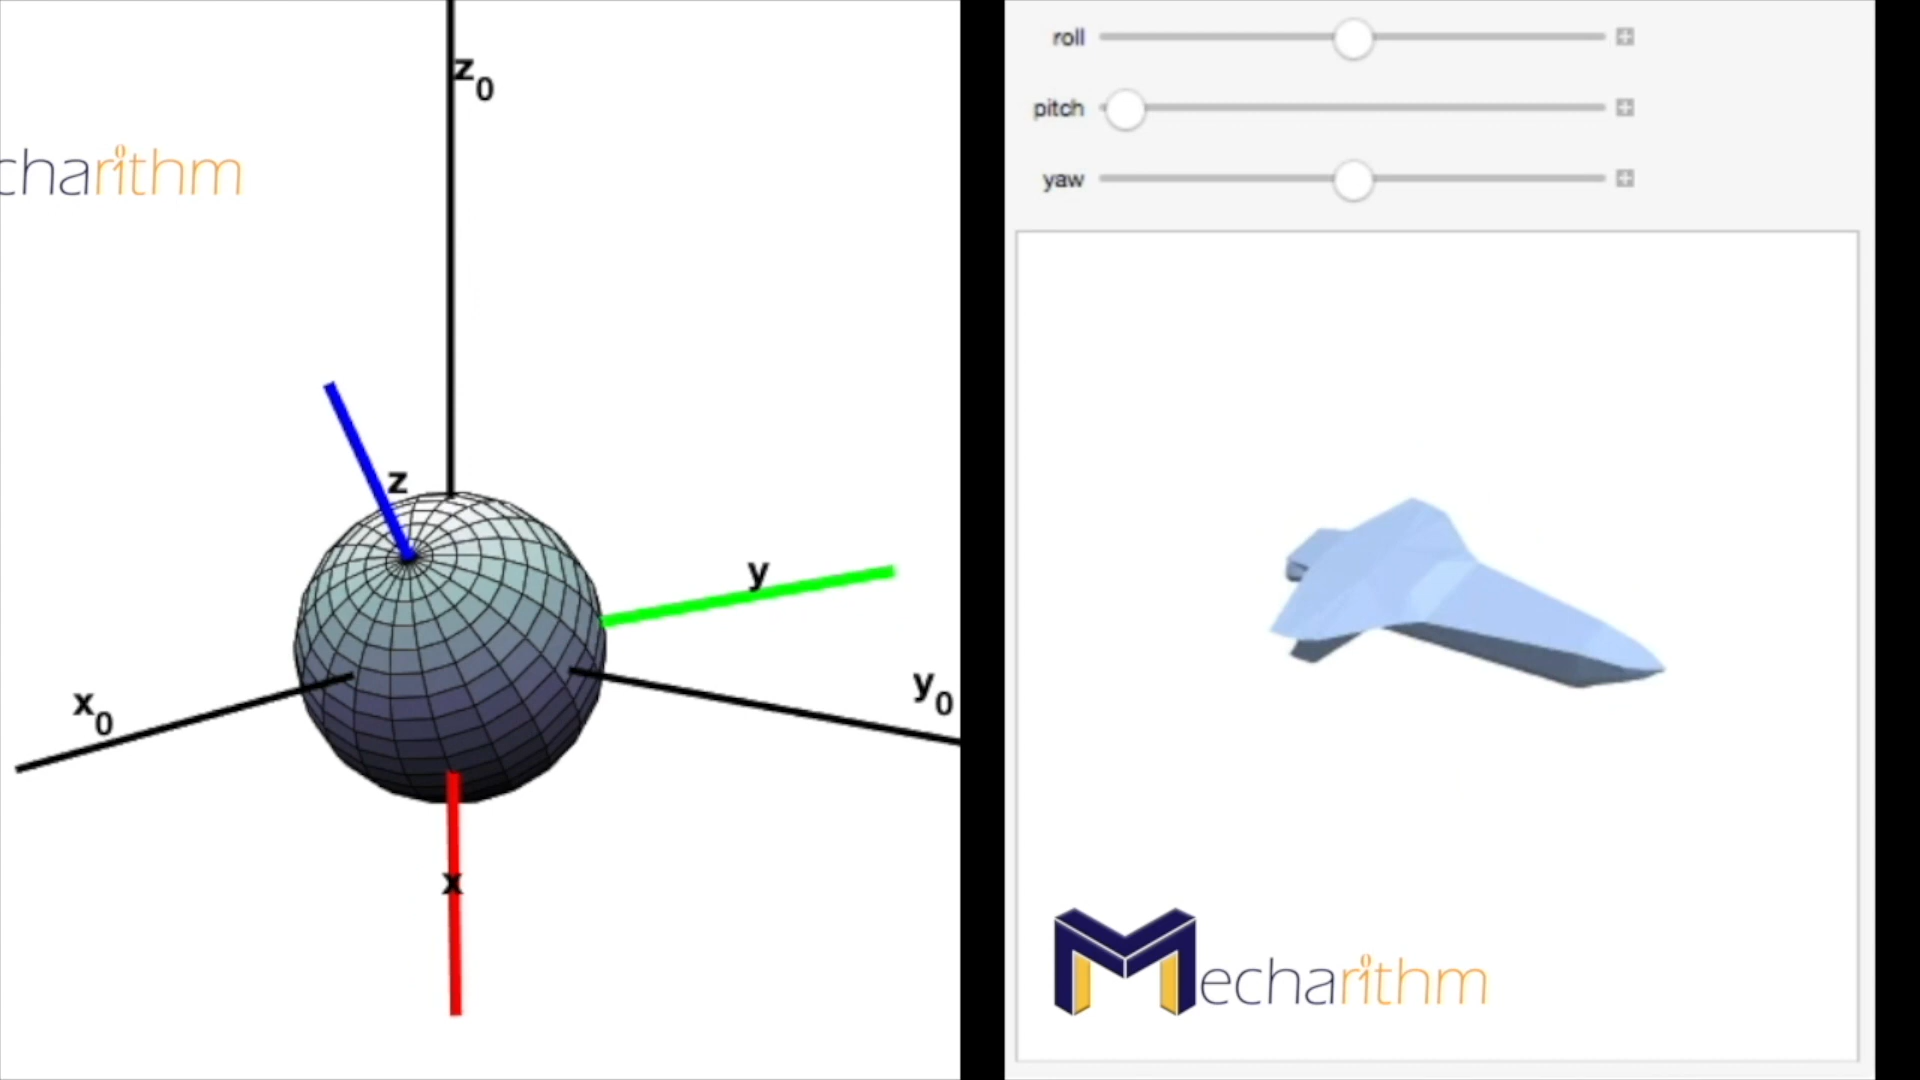 z0
charithm
z
y
x0
y0
x
roll
pitch
yaw
Mecharithm